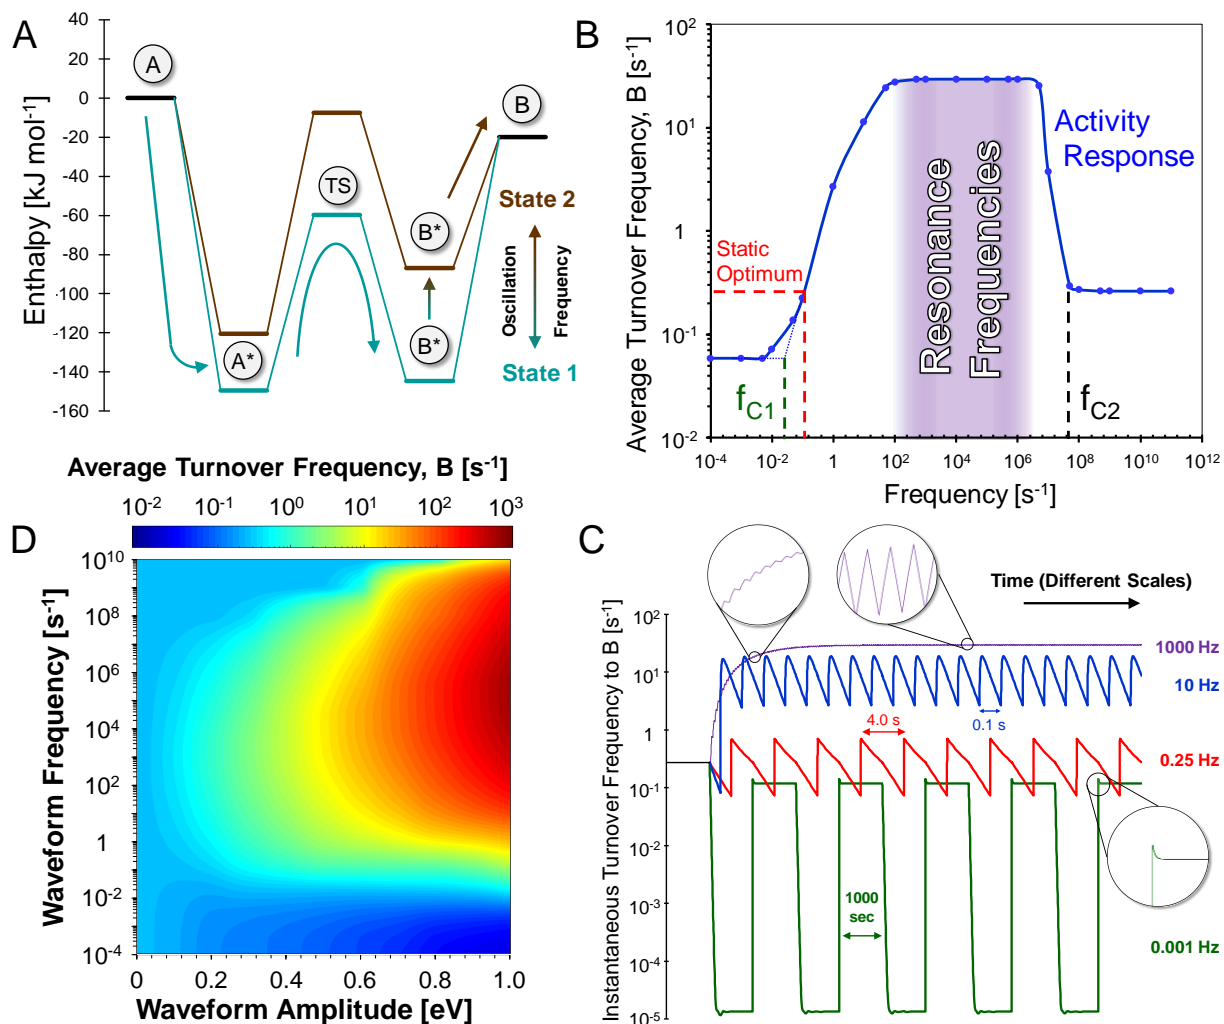 A
Enthalpy [kJ mol-1]
40
20
0
-20
-40
-60
-80
-100
-120
-140
-160
A
A*
TS
B*
B*
B
State 2
Oscillation
Frequency
State 1
B
Average Turnover Frequency, B [s-1]
10²
10¹
1
10-1
10-2
Static
Optimum
fC1
Resonance
Frequencies
Activity
Response
fC2
10-4
10-2
1
10²
10⁴
10⁶
10⁸
10¹⁰
10¹²
Frequency [s-1]
Average Turnover Frequency, B [s-1]
10-2
10-1
10⁰
10¹
10²
10³
D
Waveform Frequency [s-1]
10¹⁰
10⁸
10⁶
10⁴
10²
1
10-2
10-4
0
0.2
0.4
0.6
0.8
1.0
Waveform Amplitude [eV]
C
Time (Different Scales)
Instantaneous Turnover Frequency to B [s-1]
10²
10¹
1
10-1
10-2
10-3
10-4
10-5
1000 Hz
10 Hz
0.1 s
4.0 s
0.25 Hz
1000
sec
0.001 Hz